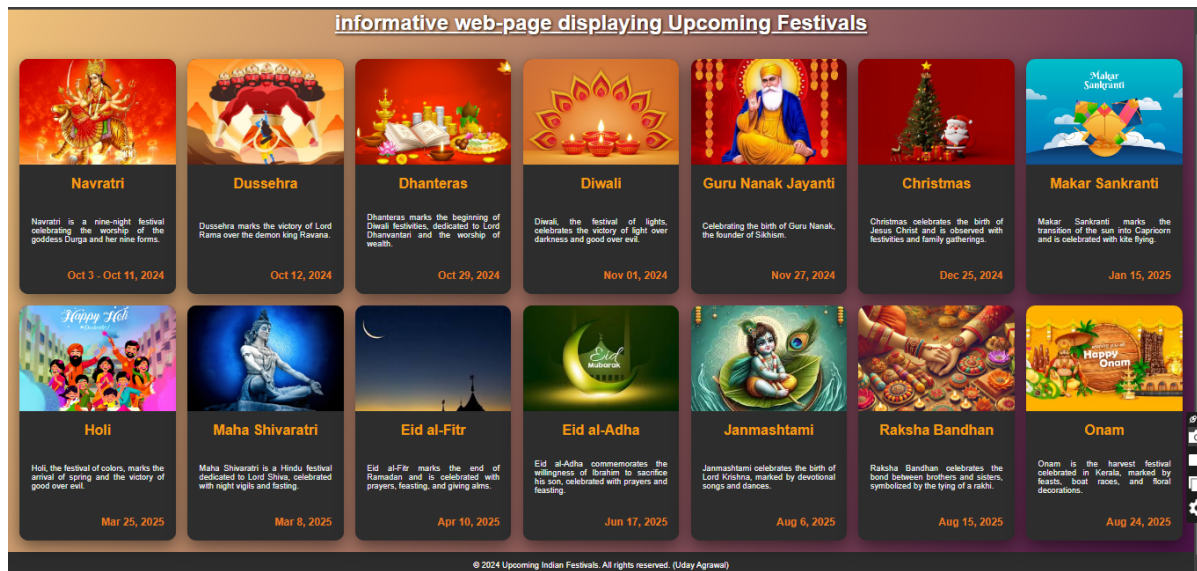 informative web-page displaying Upcoming Festivals
Navratri
Navratri is a nine-night festival
celebrating the worship of the
goddess Durga and her nine forms.
Oct 3 - Oct 11, 2024
Dussehra
Dussehra marks the victory of Lord
Rama over the demon king Ravana.
Oct 12, 2024
Dhanteras
Dhanteras marks the beginning of
Diwali festivities, dedicated to Lord
Dhanvantari and the worship of
wealth.
Oct 29, 2024
Diwali
Diwali, the festival of lights,
celebrates the victory of light over
darkness and good over evil.
Nov 01, 2024
Guru Nanak Jayanti
Celebrating the birth of Guru Nanak,
the founder of Sikhism.
Nov 27, 2024
Christmas
Christmas celebrates the birth of
Jesus Christ and is observed with
festivities and family gatherings.
Dec 25, 2024
Makar
Sankranti
Makar Sankranti
Makar Sankranti marks the
transition of the sun into Capricorn
and is celebrated with kite flying.
Jan 15, 2025
Happy Holi
Holi
Holi, the festival of colors, marks the
arrival of spring and the victory of
good over evil.
Mar 25, 2025
Maha Shivaratri
Maha Shivaratri is a Hindu festival
dedicated to Lord Shiva, celebrated
with night vigils and fasting.
Mar 8, 2025
Eid al-Fitr
Eid al-Fitr marks the end of
Ramadan and is celebrated with
prayers, feasting, and giving alms.
Apr 10, 2025
Eid
Mubarak
Eid al-Adha
Eid al-Adha commemorates the
willingness of Ibrahim to sacrifice
his son, celebrated with prayers and
feasting.
Jun 17, 2025
Janmashtami
Janmashtami celebrates the birth of
Lord Krishna, marked by devotional
songs and dances.
Aug 6, 2025
Raksha Bandhan
Raksha Bandhan celebrates the
bond between brothers and sisters,
symbolized by the tying of a rakhi.
Aug 15, 2025
Happy
Onam
Onam
Onam is the harvest festival
celebrated in Kerala, marked by
feasts, boat races, and floral
decorations.
Aug 24, 2025
© 2024 Upcoming Indian Festivals. All rights reserved. (Uday Agrawal)